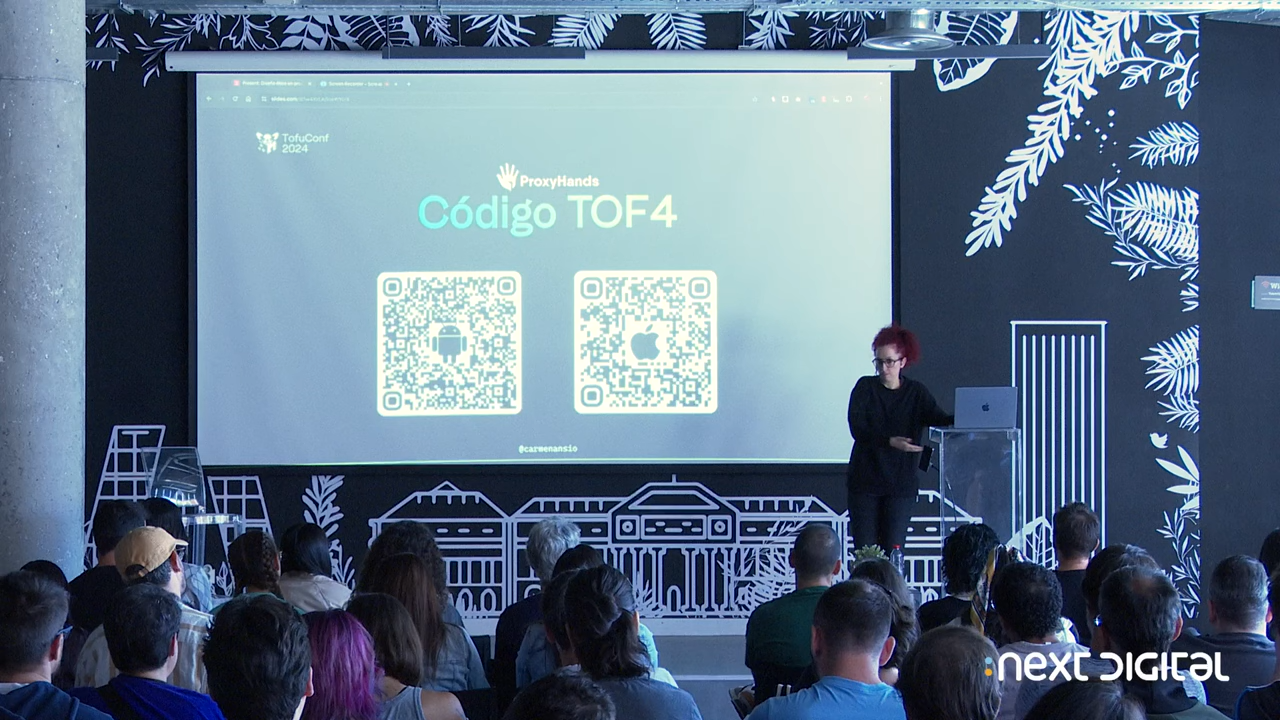 TofuConf
2024
ProxyHands
Código TOF4
@carmenansio
NEXT DIGITAL